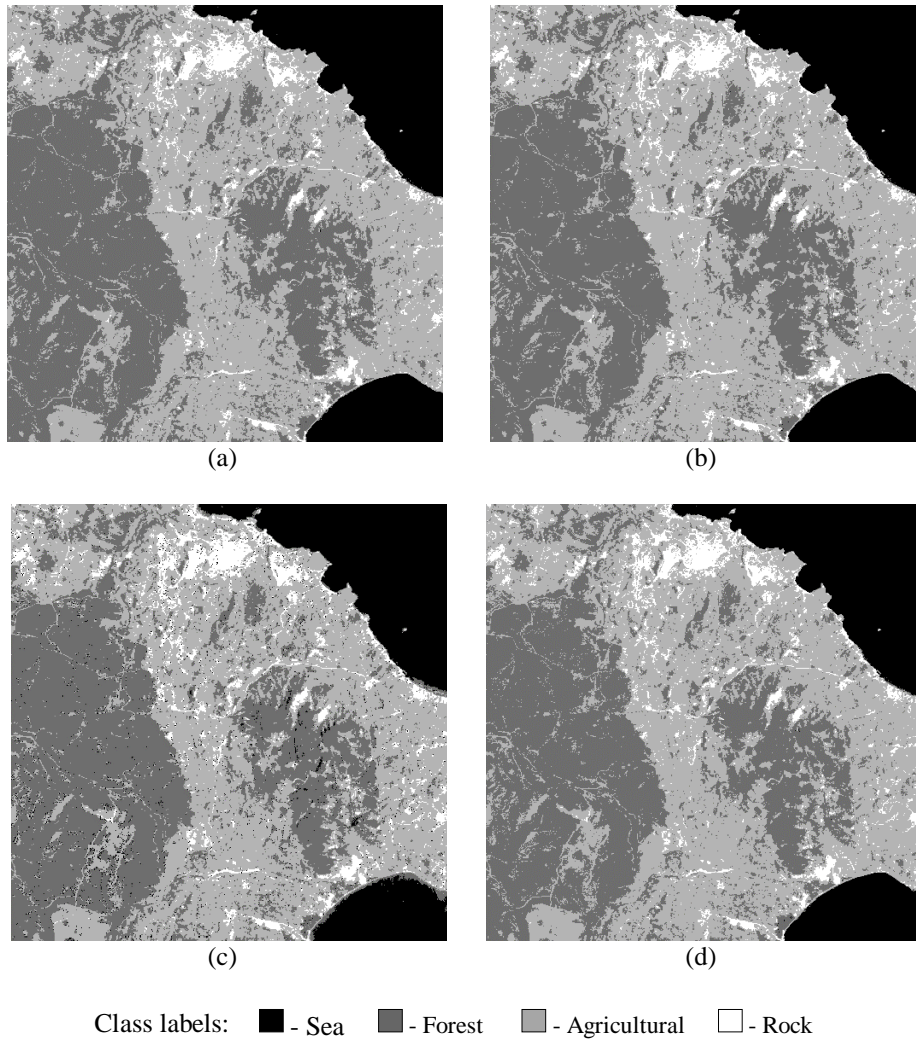 (a)
(b)
(c)
(d)
Class labels: - Sea - Forest - Agricultural - Rock